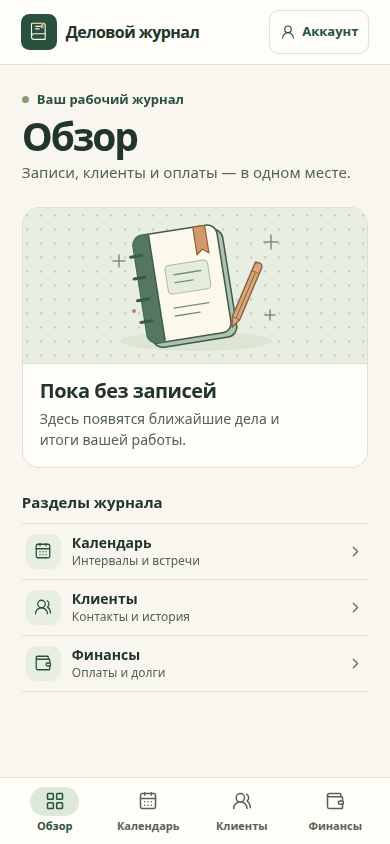 Деловой журнал
Аккаунт
Ваш рабочий журнал
Обзор
Записи, клиенты и оплаты — в одном месте.
Пока без записей
Здесь появятся ближайшие дела и
итоги вашей работы.
Разделы журнала
Календарь
Интервалы и встречи
Клиенты
Контакты и история
Финансы
Оплаты и долги
Обзор
Календарь
Клиенты
Финансы